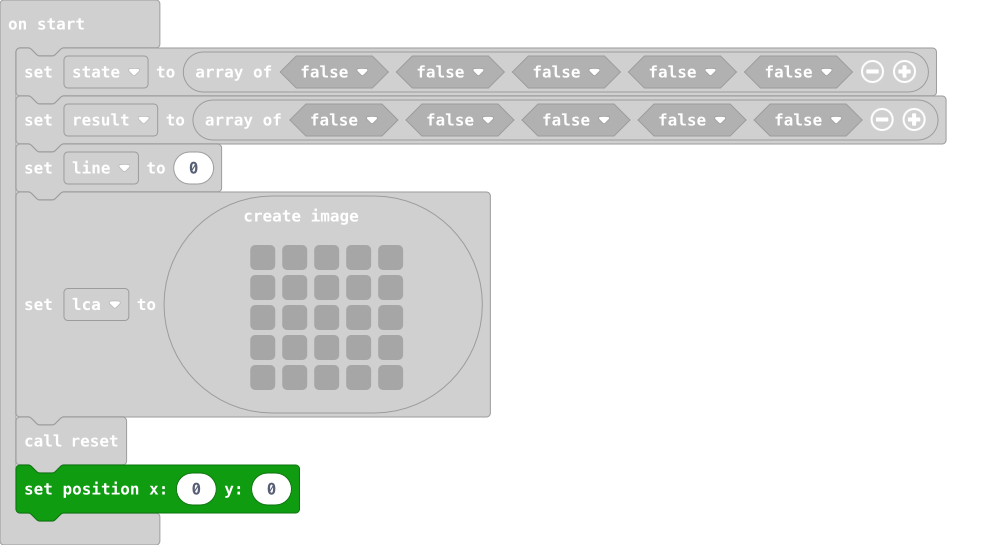 on start
set state to array of false false false false false
set result to array of false false false false false
set line to 0
create image
set lca to
call reset
set position x: 0 y: 0